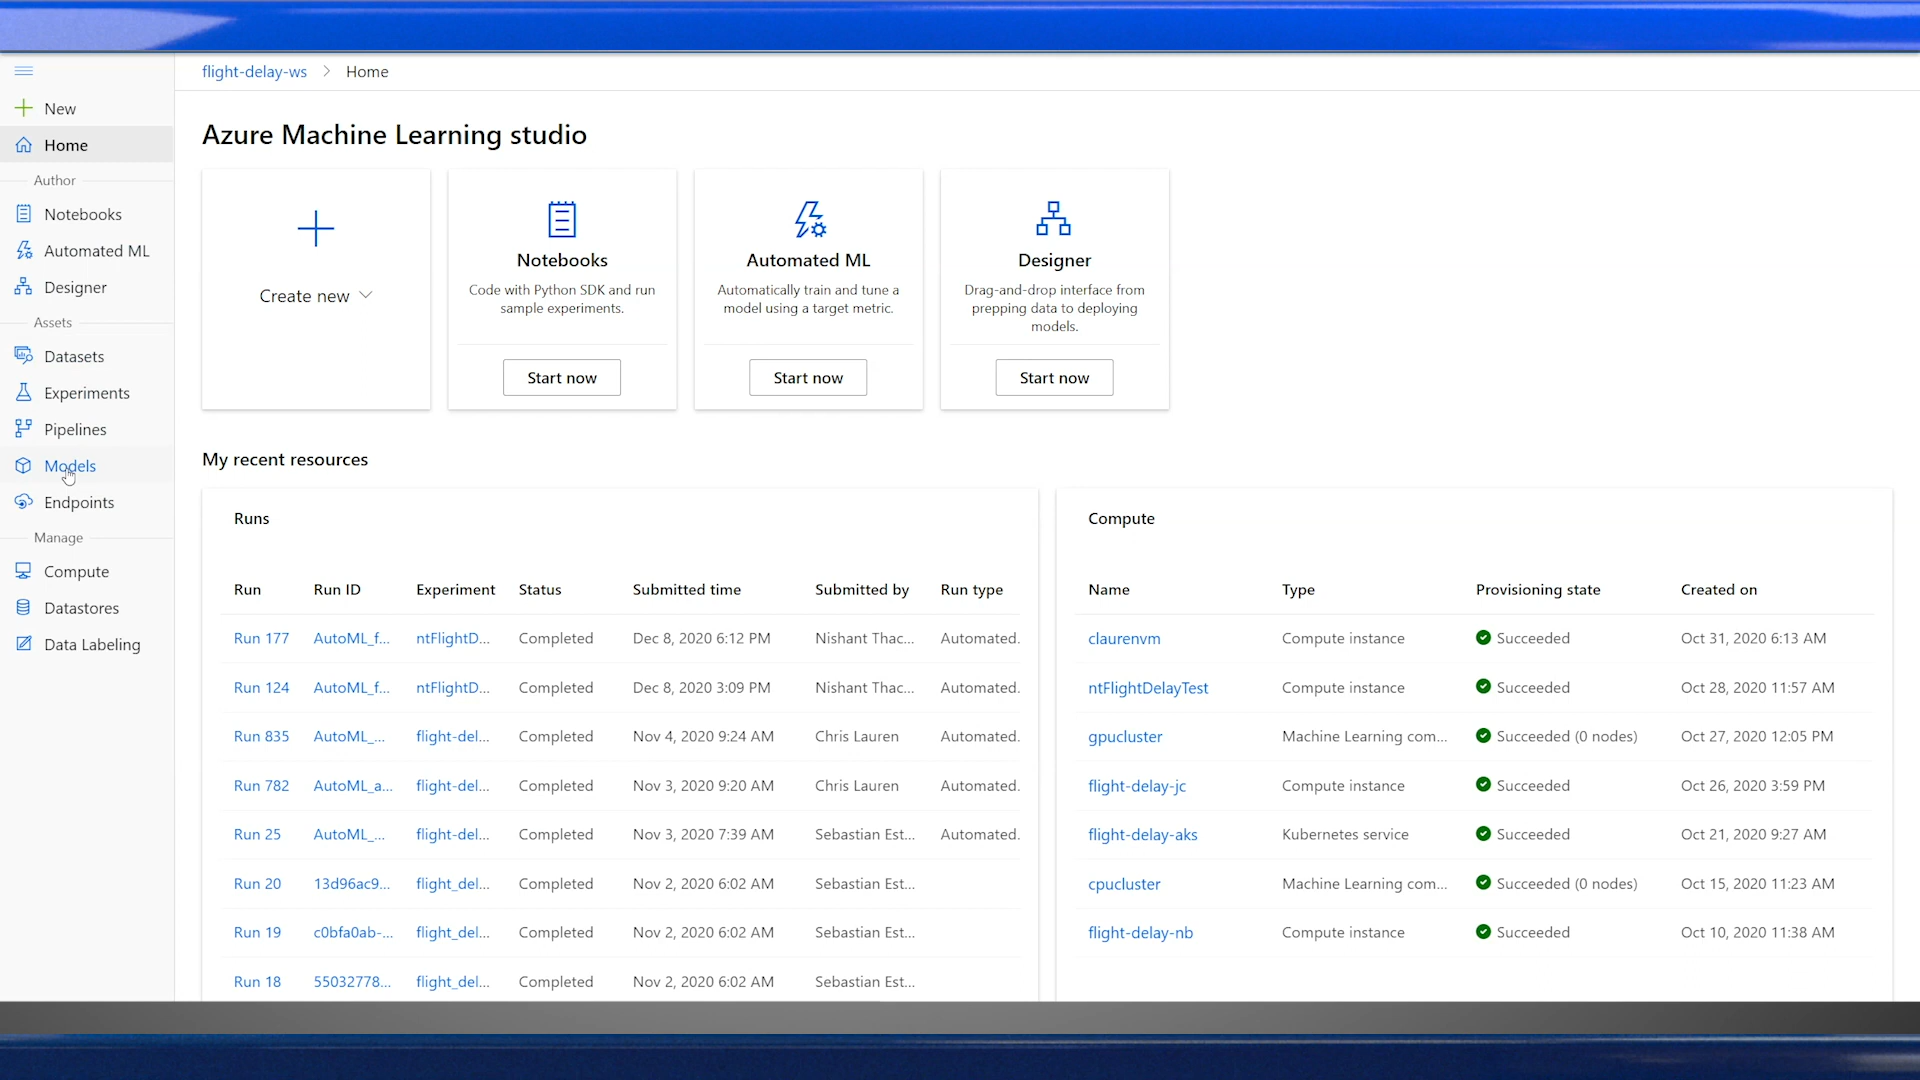 flight-delay-ws > Home
New
Home
Author
Notebooks
Automated ML
Designer
Assets
Datasets
Experiments
Pipelines
Models
Endpoints
Manage
Compute
Datastores
Data Labeling
Azure Machine Learning studio
Create new
Notebooks
Code with Python SDK and run
sample experiments.
Start now
Automated ML
Automatically train and tune a
model using a target metric.
Start now
Designer
Drag-and-drop interface from
prepping data to deploying
models.
Start now
My recent resources
Runs
Run Run ID Experiment Status Submitted time Submitted by Run type
Run 177 AutoML_f... ntFlightD... Completed Dec 8, 2020 6:12 PM Nishant Thac... Automated.
Run 124 AutoML_f... ntFlightD... Completed Dec 8, 2020 3:09 PM Nishant Thac... Automated.
Run 835 AutoML_... flight-del... Completed Nov 4, 2020 9:24 AM Chris Lauren Automated.
Run 782 AutoML_a... flight-del... Completed Nov 3, 2020 9:20 AM Chris Lauren Automated.
Run 25 AutoML_... flight-del... Completed Nov 3, 2020 7:39 AM Sebastian Est... Automated.
Run 20 13d96ac9... flight_del... Completed Nov 2, 2020 6:02 AM Sebastian Est...
Run 19 c0bfa0ab-... flight_del... Completed Nov 2, 2020 6:02 AM Sebastian Est...
Run 18 55032778... flight_del... Completed Nov 2, 2020 6:02 AM Sebastian Est...
Compute
Name Type Provisioning state Created on
claurenvm Compute instance Succeeded Oct 31, 2020 6:13 AM
ntFlightDelayTest Compute instance Succeeded Oct 28, 2020 11:57 AM
gpucluster Machine Learning com... Succeeded (0 nodes) Oct 27, 2020 12:05 PM
flight-delay-jc Compute instance Succeeded Oct 26, 2020 3:59 PM
flight-delay-aks Kubernetes service Succeeded Oct 21, 2020 9:27 AM
cpucluster Machine Learning com... Succeeded (0 nodes) Oct 15, 2020 11:23 AM
flight-delay-nb Compute instance Succeeded Oct 10, 2020 11:38 AM